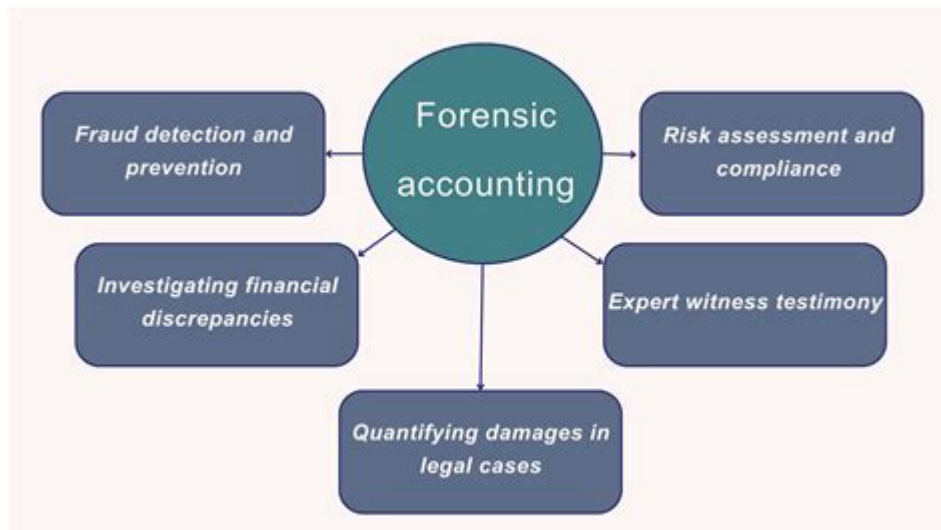 Forensic
accounting
Fraud detection and
prevention
Risk assessment and
compliance
Investigating financial
discrepancies
Expert witness testimony
Quantifying damages in
legal cases